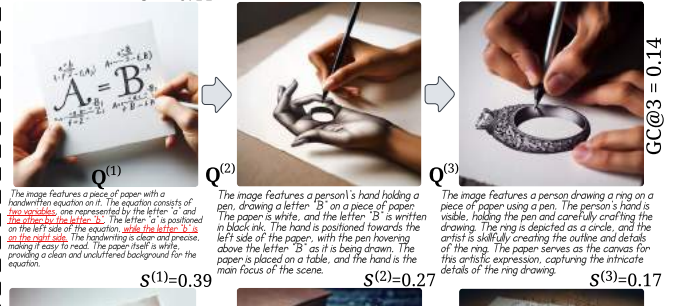 A = B
Q(1)
The image features a piece of paper with a
handwritten equation on it. The equation consists of
two variables, one represented by the letter "a" and
the other by the letter "b". The letter "a" is positioned
on the left side of the equation, while the letter "b" is
on the right side. The handwriting is clear and precise,
making it easy to read. The paper itself is white,
providing a clean and uncluttered background for the
equation.
S(1)=0.39
Q(2)
The image features a person\'s hand holding a
pen, drawing a letter "B" on a piece of paper.
The paper is white, and the letter "B" is written
in black ink. The hand is positioned towards the
left side of the paper, with the pen hovering
above the letter "B" as it is being drawn. The
paper is placed on a table, and the hand is the
main focus of the scene.
S(2)=0.27
Q(3)
The image features a person drawing a ring on a
piece of paper using a pen. The person's hand is
visible, holding the pen and carefully crafting the
drawing. The ring is depicted as a circle, and the
artist is skillfully creating the outline and details
of the ring. The paper serves as the canvas for
this artistic expression, capturing the intricate
details of the ring drawing.
S(3)=0.17
GC@3 = 0.14